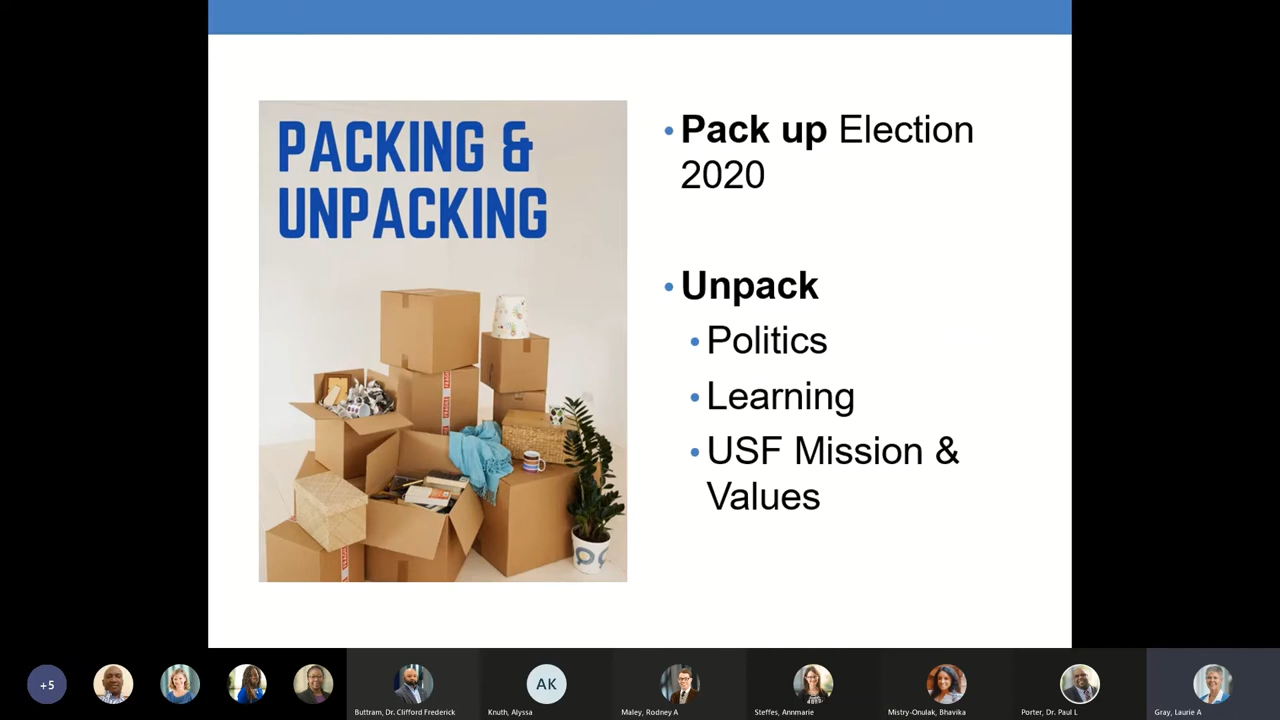 PACKING &
UNPACKING
• Pack up Election
2020
• Unpack
• Politics
• Learning
• USF Mission &
Values
+5
Buttram, Dr. Clifford Frederick
AK
Knuth, Alyssa
Maley, Rodney A
Steffes, Annmarie
Mistry-Onulak, Bhavika
Porter, Dr. Paul L
Gray, Laurie A